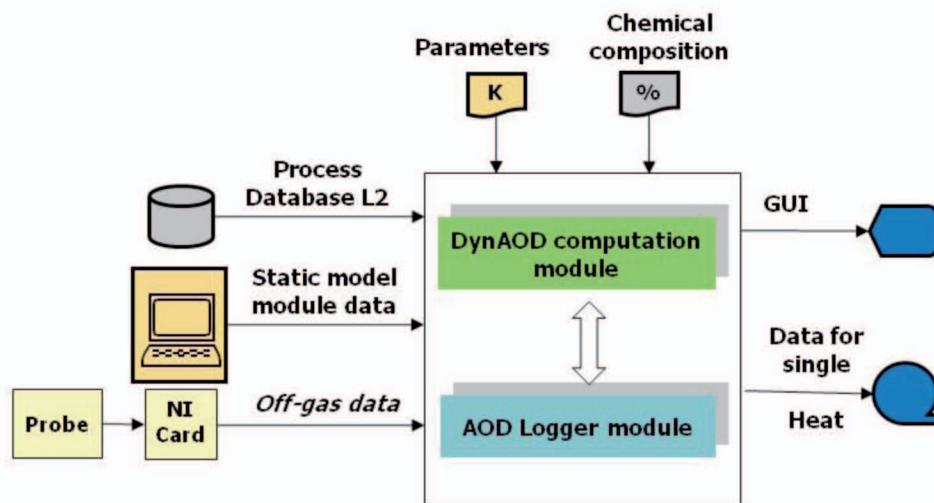 Parameters
Chemical
composition
K
%
Process
Database L2
GUI
DynAOD computation
module
Static model
module data
Data for
single
Heat
Off-gas data
Probe
NI
Card
AOD Logger module